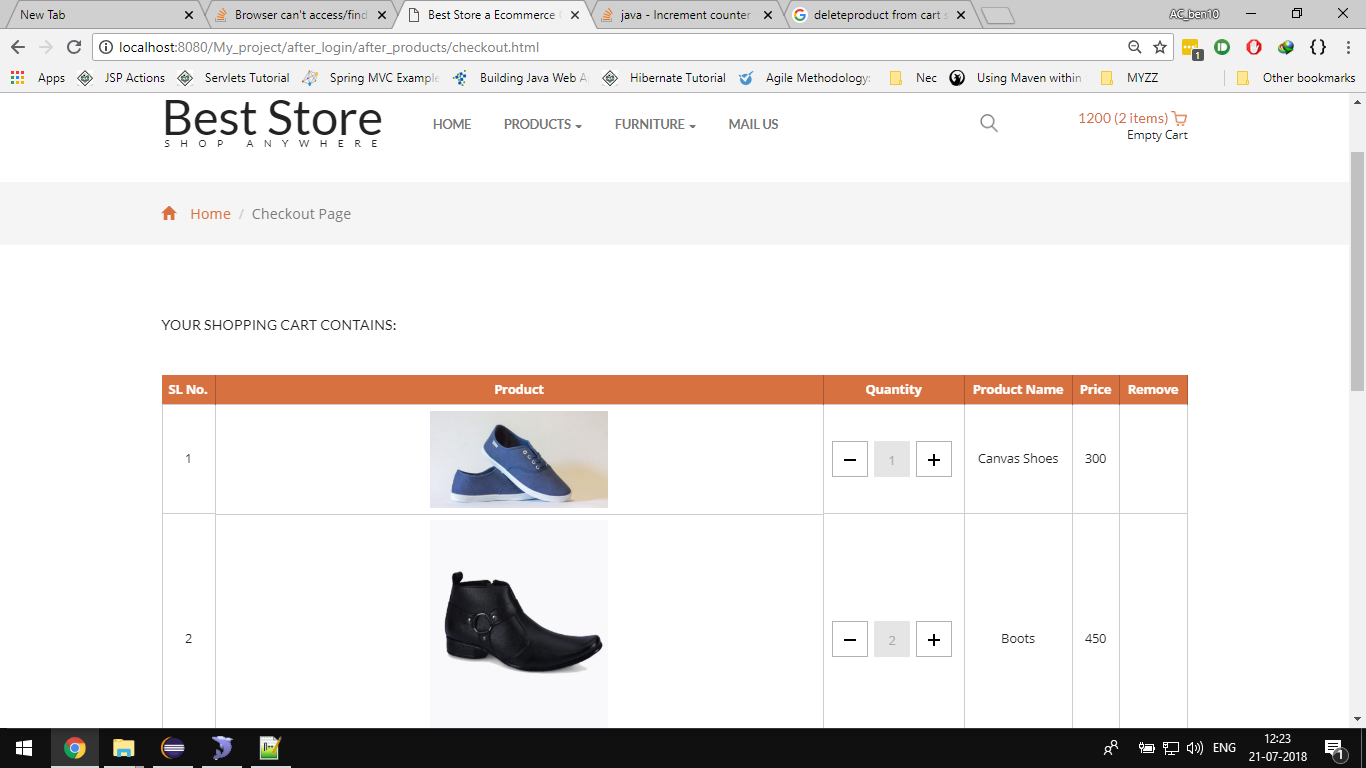 New Tab
Browser can't access/find
Best Store a Ecommerce
java - Increment counter
deleteproduct from cart s
AC_ben10
localhost:8080/My_project/after_login/after_products/checkout.html
1
Apps
JSP Actions
Servlets Tutorial
Spring MVC Example
Building Java Web A
Hibernate Tutorial
Agile Methodology:
Nec
Using Maven within
MYZZ
Other bookmarks
Best Store
SHOP ANYWHERE
HOME
PRODUCTS
FURNITURE
MAIL US
1200 (2 items)
Empty Cart
Home / Checkout Page
YOUR SHOPPING CART CONTAINS:
SL No. Product Quantity Product Name Price Remove
1 − 1 + Canvas Shoes 300
2 − 2 + Boots 450
ENG
12:23
21-07-2018
1